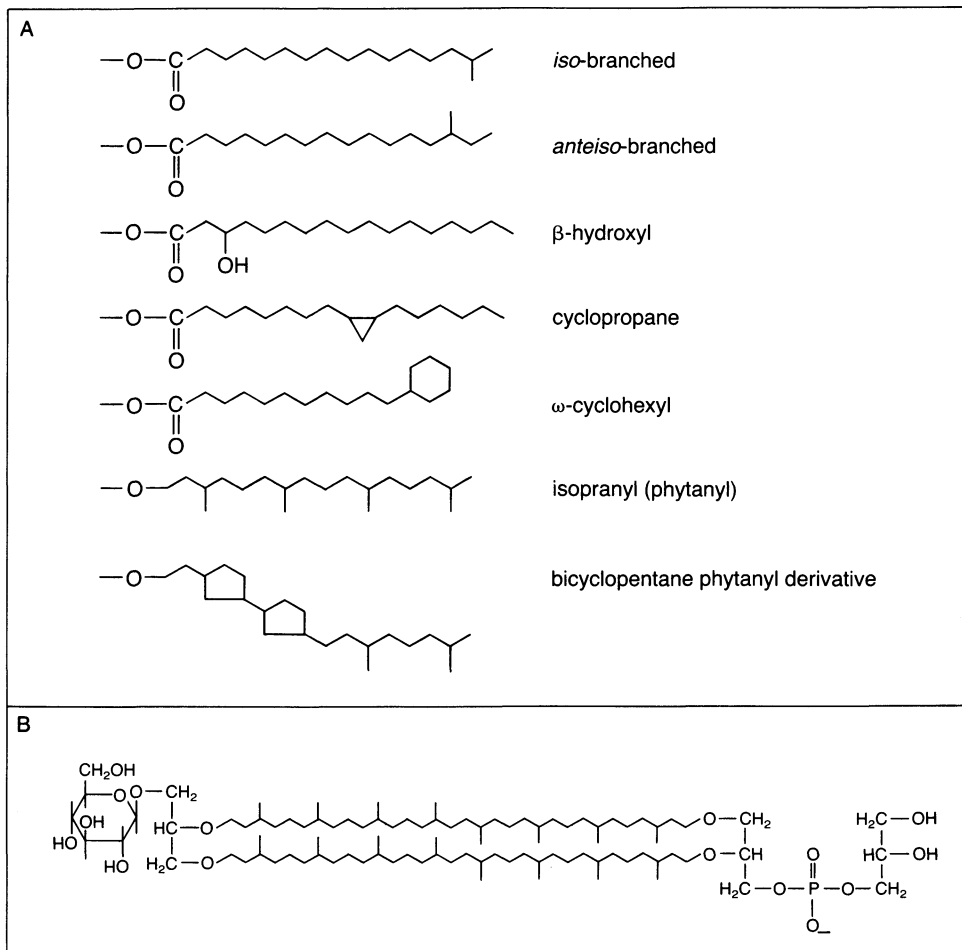 A
—O—C
O
iso-branched
—O—C
O
anteiso-branched
—O—C
O
OH
β-hydroxyl
—O—C
O
cyclopropane
—O—C
O
ω-cyclohexyl
—O
isopranyl (phytanyl)
—O
bicyclopentane phytanyl derivative
B
CH₂OH
O
O—CH₂
OH
HO
HO
HC—O
H₂C—O
O—CH₂
O—CH
H₂C—O—P—O—CH₂
O
O−
H₂C—OH
HC—OH